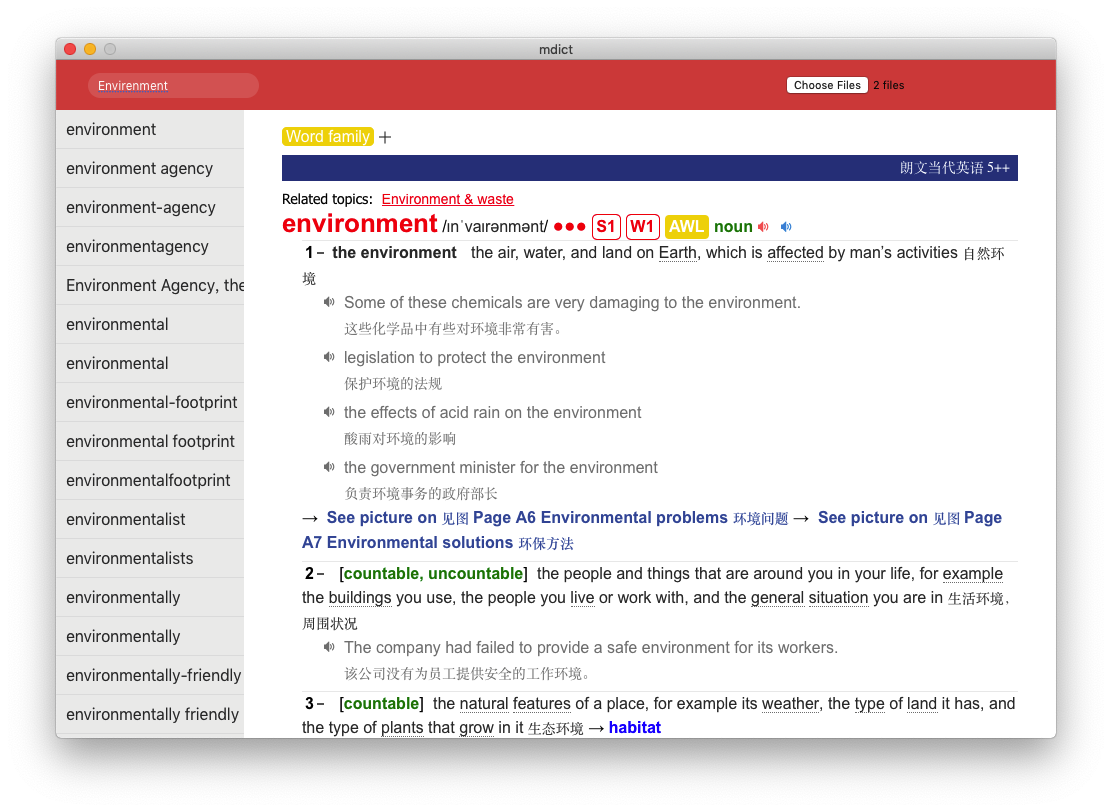 mdict
Envirenment
Choose Files 2 files
environment
environment agency
environment-agency
environmentagency
Environment Agency, the
environmental
environmental
environmental-footprint
environmental footprint
environmentalfootprint
environmentalist
environmentalists
environmentally
environmentally
environmentally-friendly
environmentally friendly
Word family +
朗文当代英语 5++
Related topics: Environment & waste
environment /ɪnˈvaɪrənmənt/ ●●● S1 W1 AWL noun
1 – the environment the air, water, and land on Earth, which is affected by man’s activities 自然环
境
Some of these chemicals are very damaging to the environment.
这些化学品中有些对环境非常有害。
legislation to protect the environment
保护环境的法规
the effects of acid rain on the environment
酸雨对环境的影响
the government minister for the environment
负责环境事务的政府部长
→ See picture on 见图 Page A6 Environmental problems 环境问题 → See picture on 见图 Page
A7 Environmental solutions 环保方法
2 – [countable, uncountable] the people and things that are around you in your life, for example
the buildings you use, the people you live or work with, and the general situation you are in 生活环境，
周围状况
The company had failed to provide a safe environment for its workers.
该公司没有为员工提供安全的工作环境。
3 – [countable] the natural features of a place, for example its weather, the type of land it has, and
the type of plants that grow in it 生态环境 → habitat